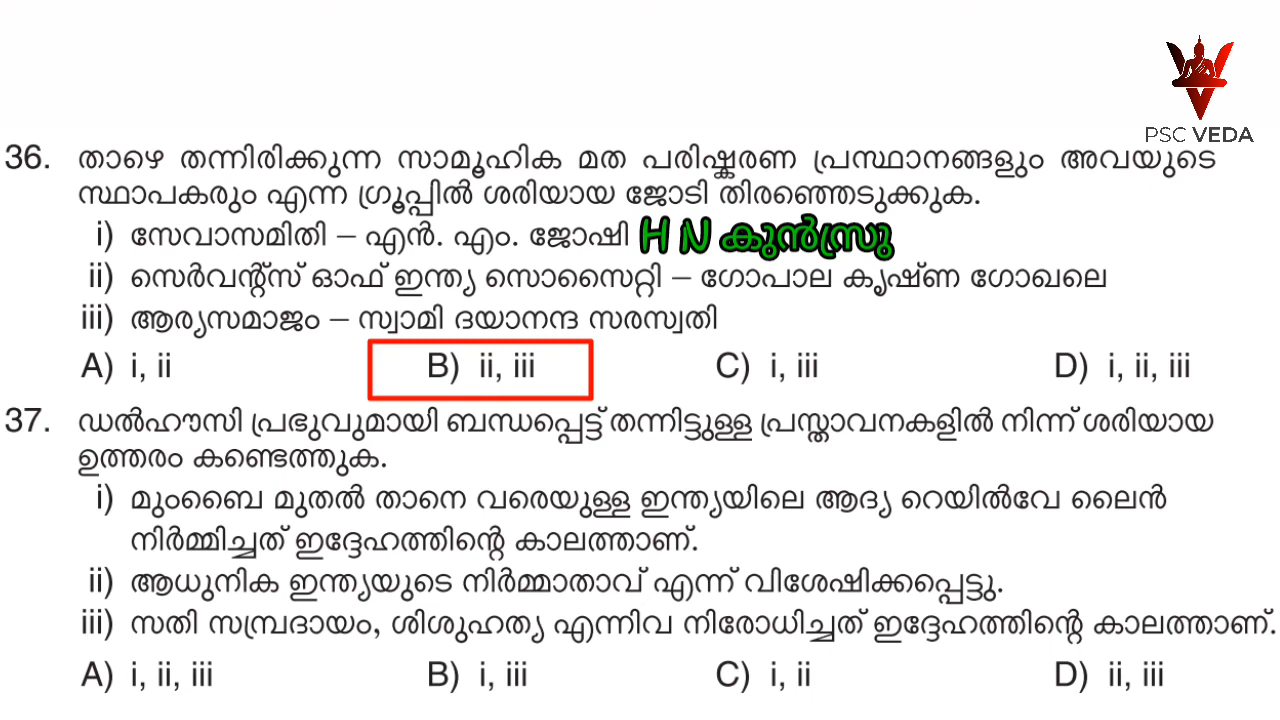 PSC VEDA
36. താഴെ തന്നിരിക്കുന്ന സാമൂഹിക മത പരിഷ്കരണ പ്രസ്ഥാനങ്ങളും അവയുടെ
സ്ഥാപകരും എന്ന ഗ്രൂപ്പിൽ ശരിയായ ജോടി തിരഞ്ഞെടുക്കുക.
i) സേവാസമിതി – എൻ. എം. ജോഷി H N കുൻസ്രു
ii) സെർവന്റ്സ് ഓഫ് ഇന്ത്യ സൊസൈറ്റി – ഗോപാല കൃഷ്ണ ഗോഖലെ
iii) ആര്യസമാജം – സ്വാമി ദയാനന്ദ സരസ്വതി
A) i, ii B) ii, iii C) i, iii D) i, ii, iii
37. ഡൽഹൗസി പ്രഭുവുമായി ബന്ധപ്പെട്ട് തന്നിട്ടുള്ള പ്രസ്താവനകളിൽ നിന്ന് ശരിയായ
ഉത്തരം കണ്ടെത്തുക.
i) മുംബൈ മുതൽ താനെ വരെയുള്ള ഇന്ത്യയിലെ ആദ്യ റെയിൽവേ ലൈൻ
നിർമ്മിച്ചത് ഇദ്ദേഹത്തിന്റെ കാലത്താണ്.
ii) ആധുനിക ഇന്ത്യയുടെ നിർമ്മാതാവ് എന്ന് വിശേഷിക്കപ്പെട്ടു.
iii) സതി സമ്പ്രദായം, ശിശുഹത്യ എന്നിവ നിരോധിച്ചത് ഇദ്ദേഹത്തിന്റെ കാലത്താണ്.
A) i, ii, iii B) i, iii C) i, ii D) ii, iii